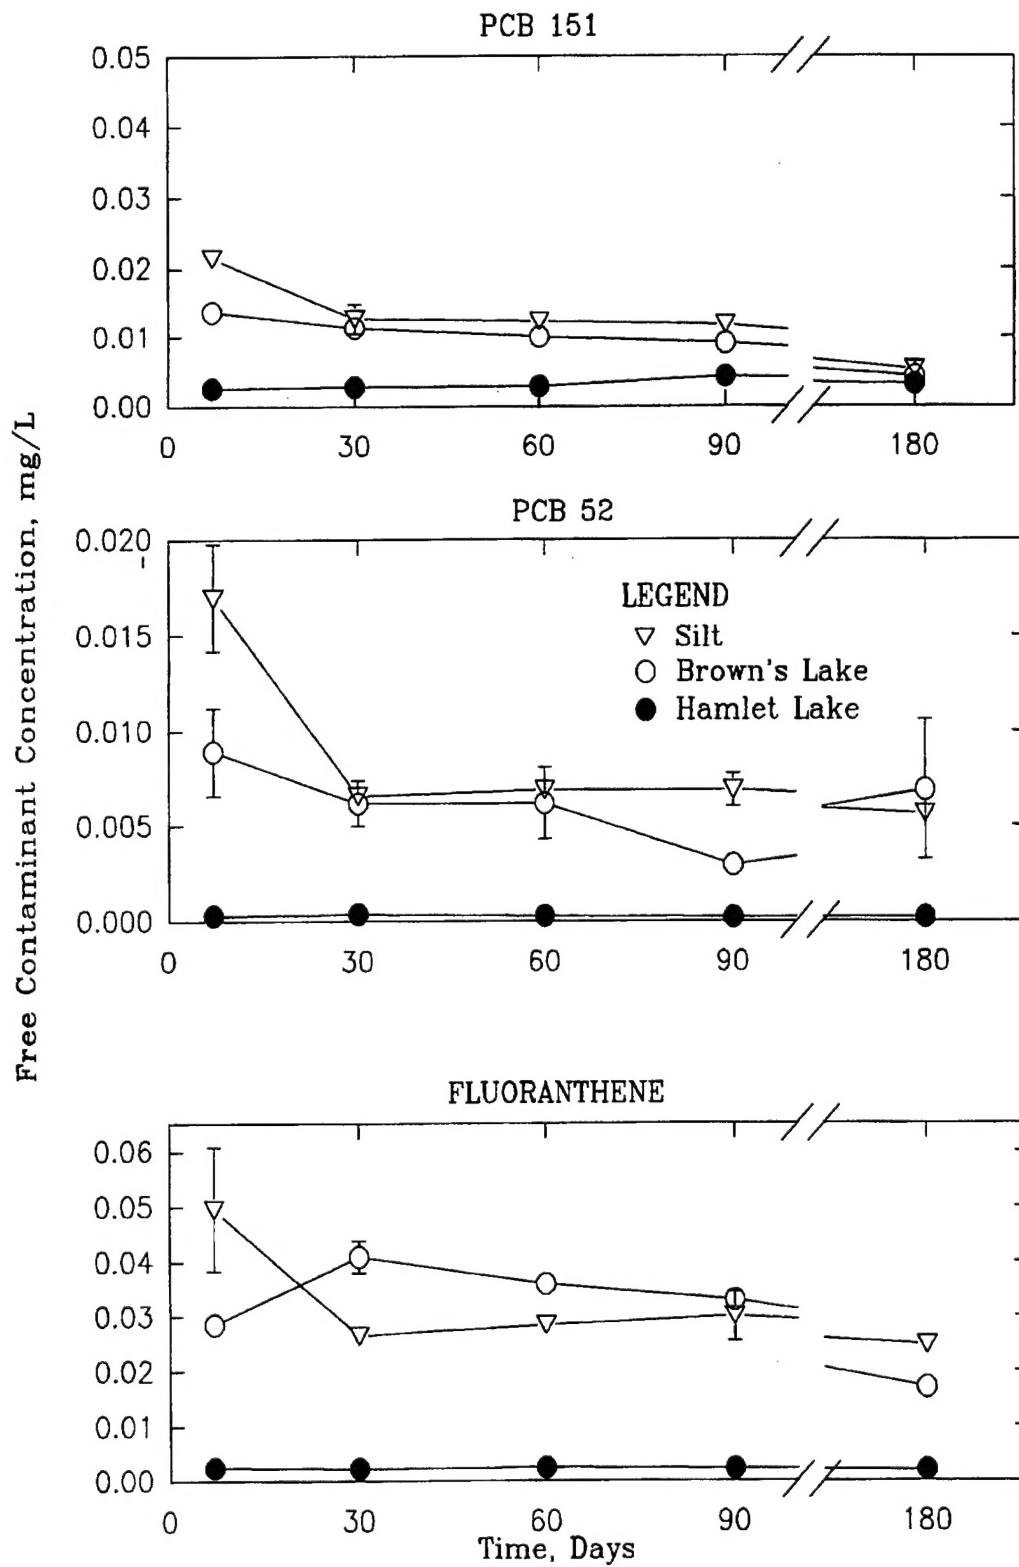 PCB 151
0.05
0.04
0.03
0.02
0.01
0.00
0 30 60 90 180
PCB 52
0.020
0.015
0.010
0.005
0.000
LEGEND
Silt
Brown's Lake
Hamlet Lake
0 30 60 90 180
Free Contaminant Concentration, mg/L
FLUORANTHENE
0.06
0.05
0.04
0.03
0.02
0.01
0.00
0 30 60 90 180
Time, Days